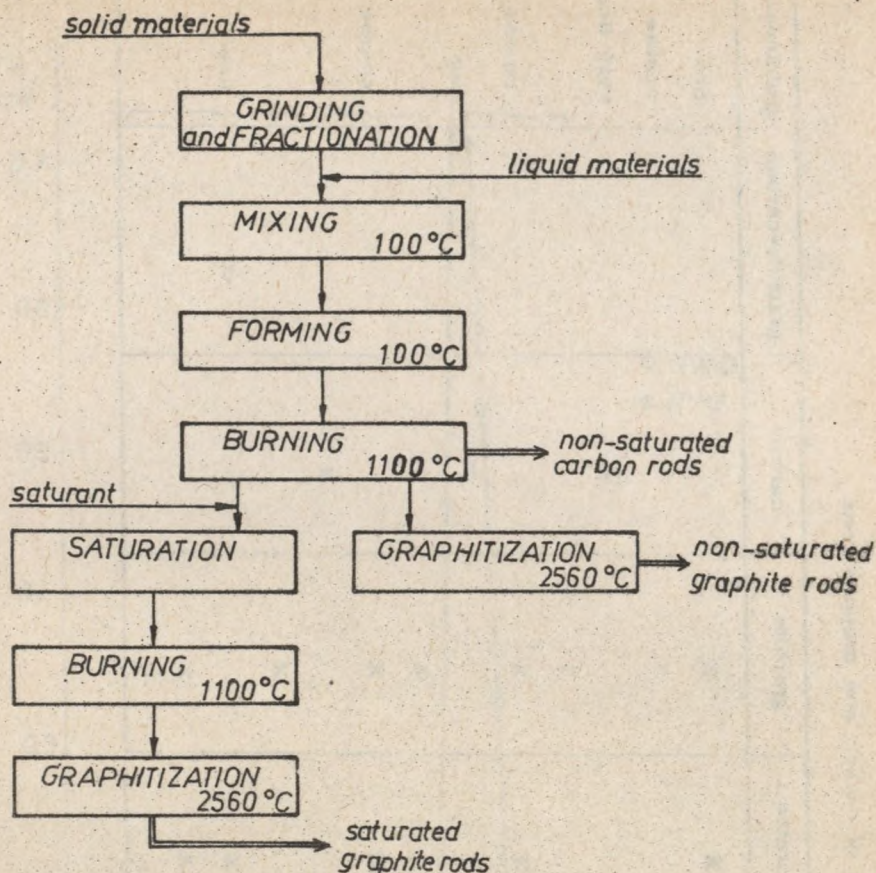 solid materials
GRINDING
and FRACTIONATION
liquid materials
MIXING
100°C
FORMING
100°C
BURNING
1100°C
non-saturated
carbon rods
saturant
SATURATION
GRAPHITIZATION
2560°C
non-saturated
graphite rods
BURNING
1100°C
GRAPHITIZATION
2560°C
saturated
graphite rods